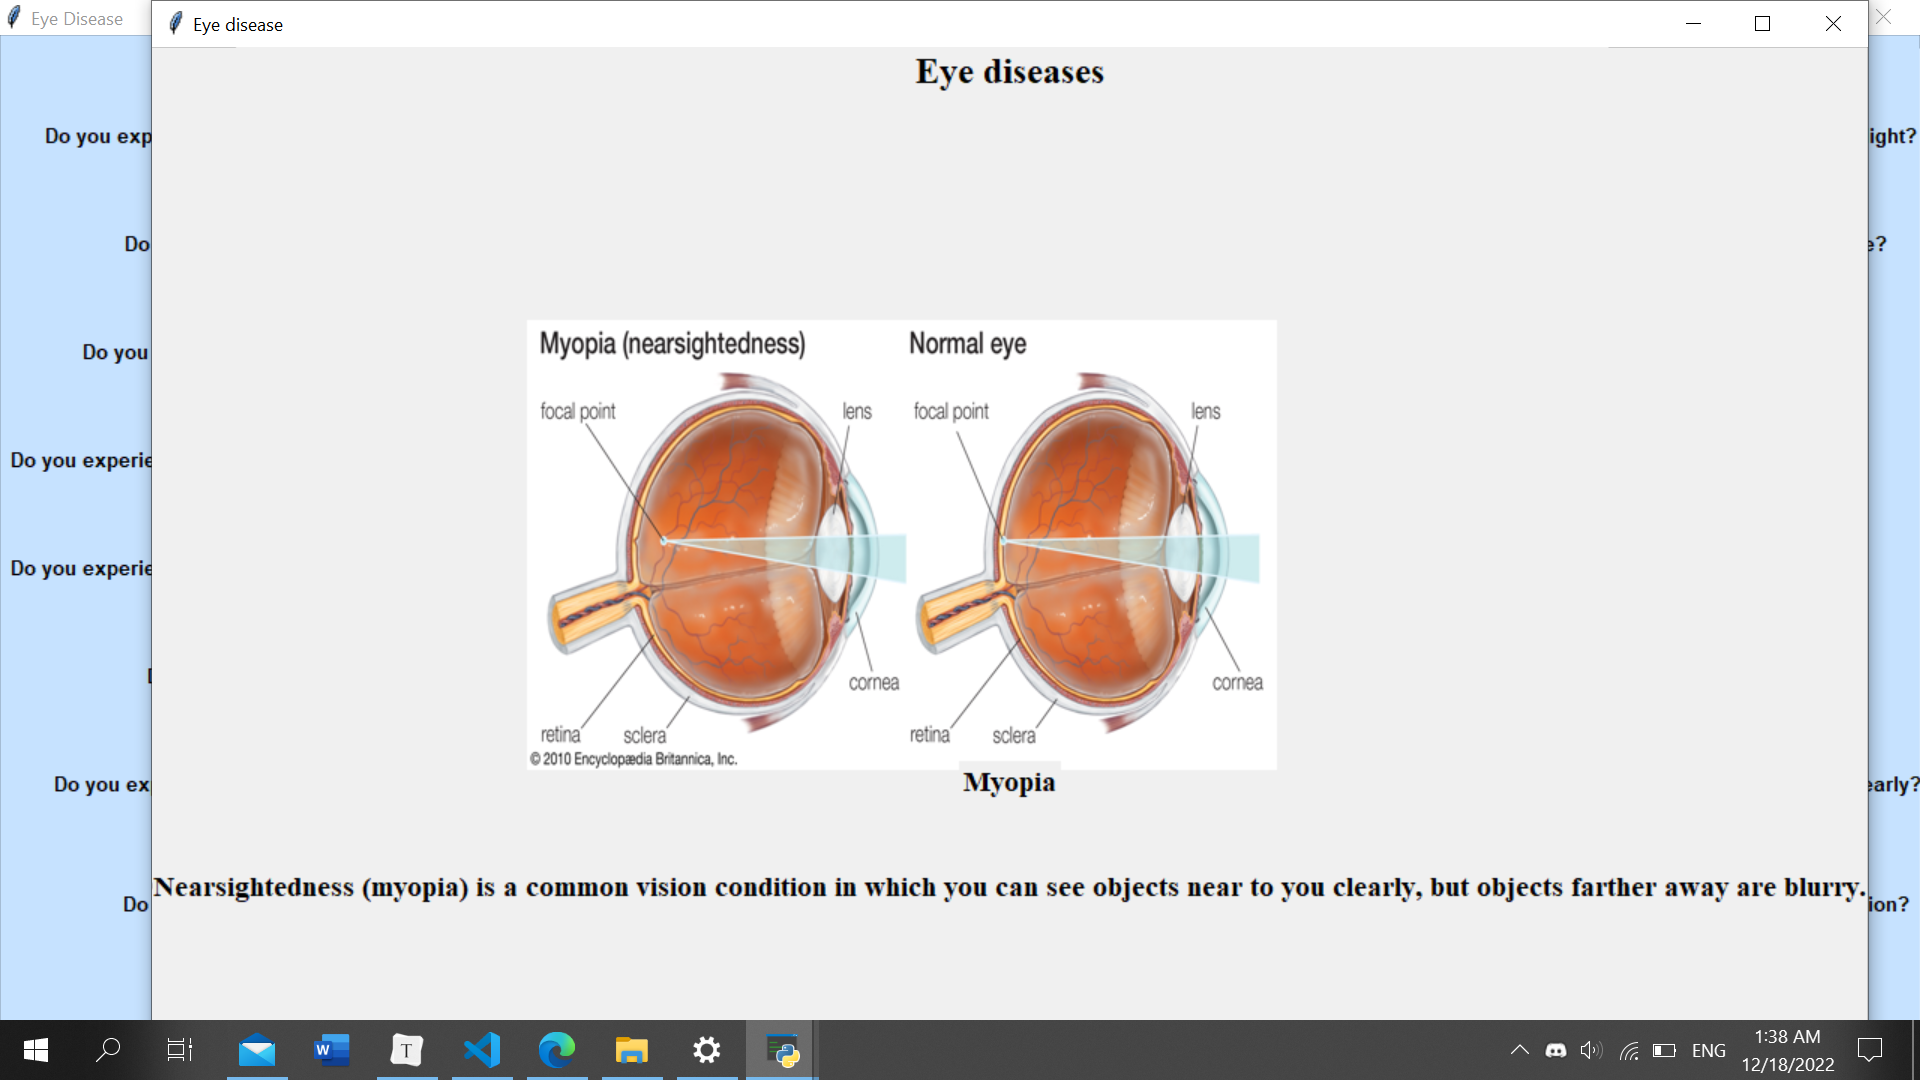 Eye Disease
Eye disease
Eye diseases
Do you exp
ight?
Do
e?
Do you
Myopia (nearsightedness)
Normal eye
focal point
lens
focal point
lens
Do you experie
Do you experie
cornea
cornea
retina
sclera
retina
sclera
© 2010 Encyclopædia Britannica, Inc.
Myopia
Do you ex
early?
Nearsightedness (myopia) is a common vision condition in which you can see objects near to you clearly, but objects farther away are blurry.
Do
ion?
W
T
ENG
1:38 AM
12/18/2022